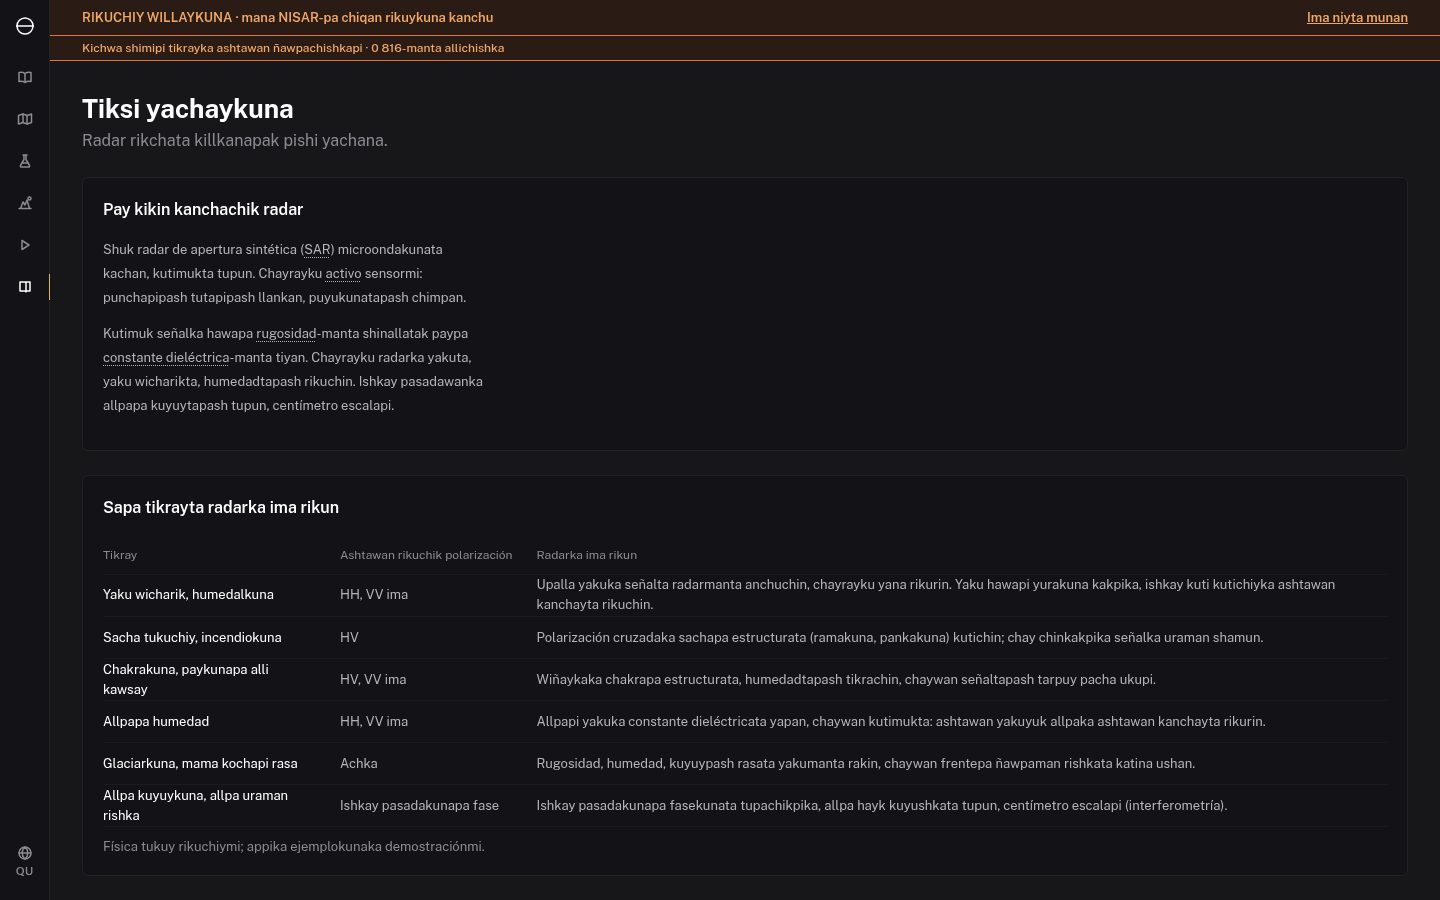 RIKUCHIY WILLAYKUNA · mana NISAR-pa chiqan rikuykuna kanchu
Ima niyta munan
Kichwa shimipi tikrayka ashtawan ñawpachishkapi · 0 816-manta allichishka
Tiksi yachaykuna
Radar rikchata killkanapak pishi yachana.
Pay kikin kanchachik radar
Shuk radar de apertura sintética (SAR) microondakunata
kachan, kutimukta tupun. Chayrayku activo sensormi:
punchapipash tutapipash llankan, puyukunatapash chimpan.
Kutimuk señalka hawapa rugosidad-manta shinallatak paypa
constante dieléctrica-manta tiyan. Chayrayku radarka yakuta,
yaku wicharikta, humedadtapash rikuchin. Ishkay pasadawanka
allpapa kuyuytapash tupun, centímetro escalapi.
Sapa tikrayta radarka ima rikun
Tikray
Ashtawan rikuchik polarización
Radarka ima rikun
Yaku wicharik, humedalkuna
HH, VV ima
Upalla yakuka señalta radarmanta anchuchin, chayrayku yana rikurin. Yaku hawapi yurakuna kakpika, ishkay kuti kutichiyka ashtawan
kanchayta rikuchin.
Sacha tukuchiy, incendiokuna
HV
Polarización cruzadaka sachapa estructurata (ramakuna, pankakuna) kutichin; chay chinkakpika señalka uraman shamun.
Chakrakuna, paykunapa alli
kawsay
HV, VV ima
Wiñaykaka chakrapa estructurata, humedadtapash tikrachin, chaywan señaltapash tarpuy pacha ukupi.
Allpapa humedad
HH, VV ima
Allpapi yakuka constante dieléctricata yapan, chaywan kutimukta: ashtawan yakuyuk allpaka ashtawan kanchayta rikurin.
Glaciarkuna, mama kochapi rasa
Achka
Rugosidad, humedad, kuyuypash rasata yakumanta rakin, chaywan frentepa ñawpaman rishkata katina ushan.
Allpa kuyuykuna, allpa uraman
rishka
Ishkay pasadakunapa fase
Ishkay pasadakunapa fasekunata tupachikpika, allpa hayk kuyushkata tupun, centímetro escalapi (interferometría).
Física tukuy rikuchiymi; appika ejemplokunaka demostraciónmi.
QU